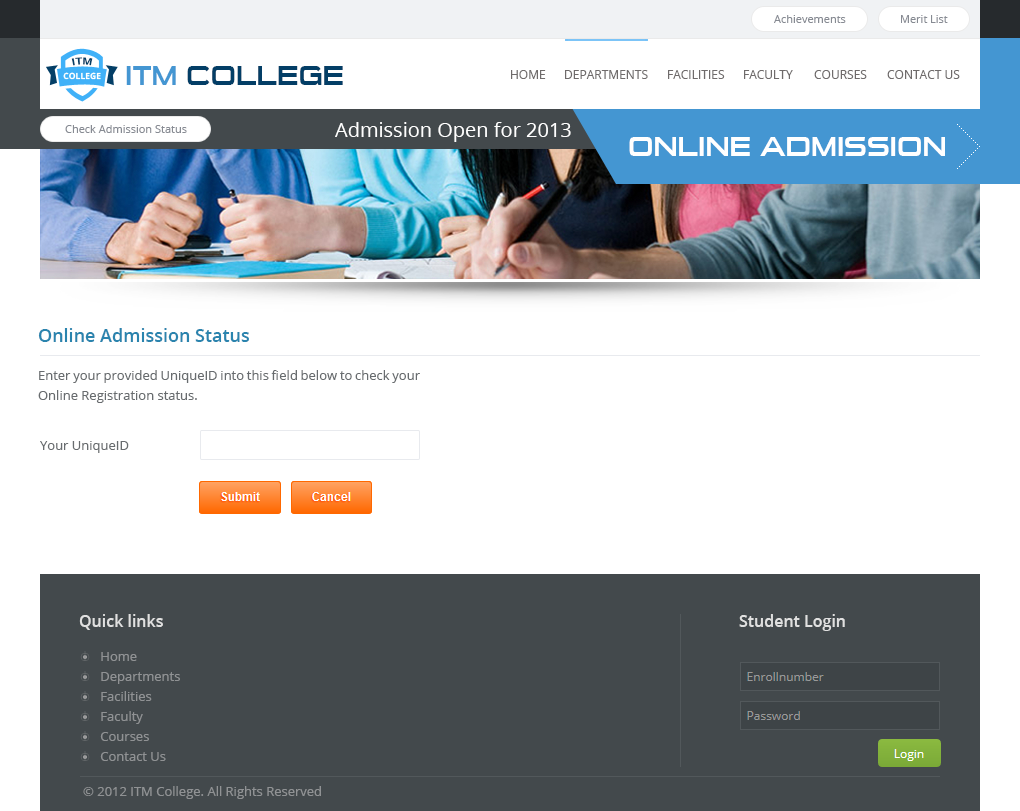 Achievements
Merit List
ITM
COLLEGE
ITM COLLEGE
HOME
DEPARTMENTS
FACILITIES
FACULTY
COURSES
CONTACT US
Check Admission Status
Admission Open for 2013
ONLINE ADMISSION
Online Admission Status
Enter your provided UniqueID into this field below to check your
Online Registration status.
Your UniqueID
Submit
Cancel
Quick links
Home
Departments
Facilities
Faculty
Courses
Contact Us
Student Login
Enrollnumber
Password
Login
© 2012 ITM College. All Rights Reserved